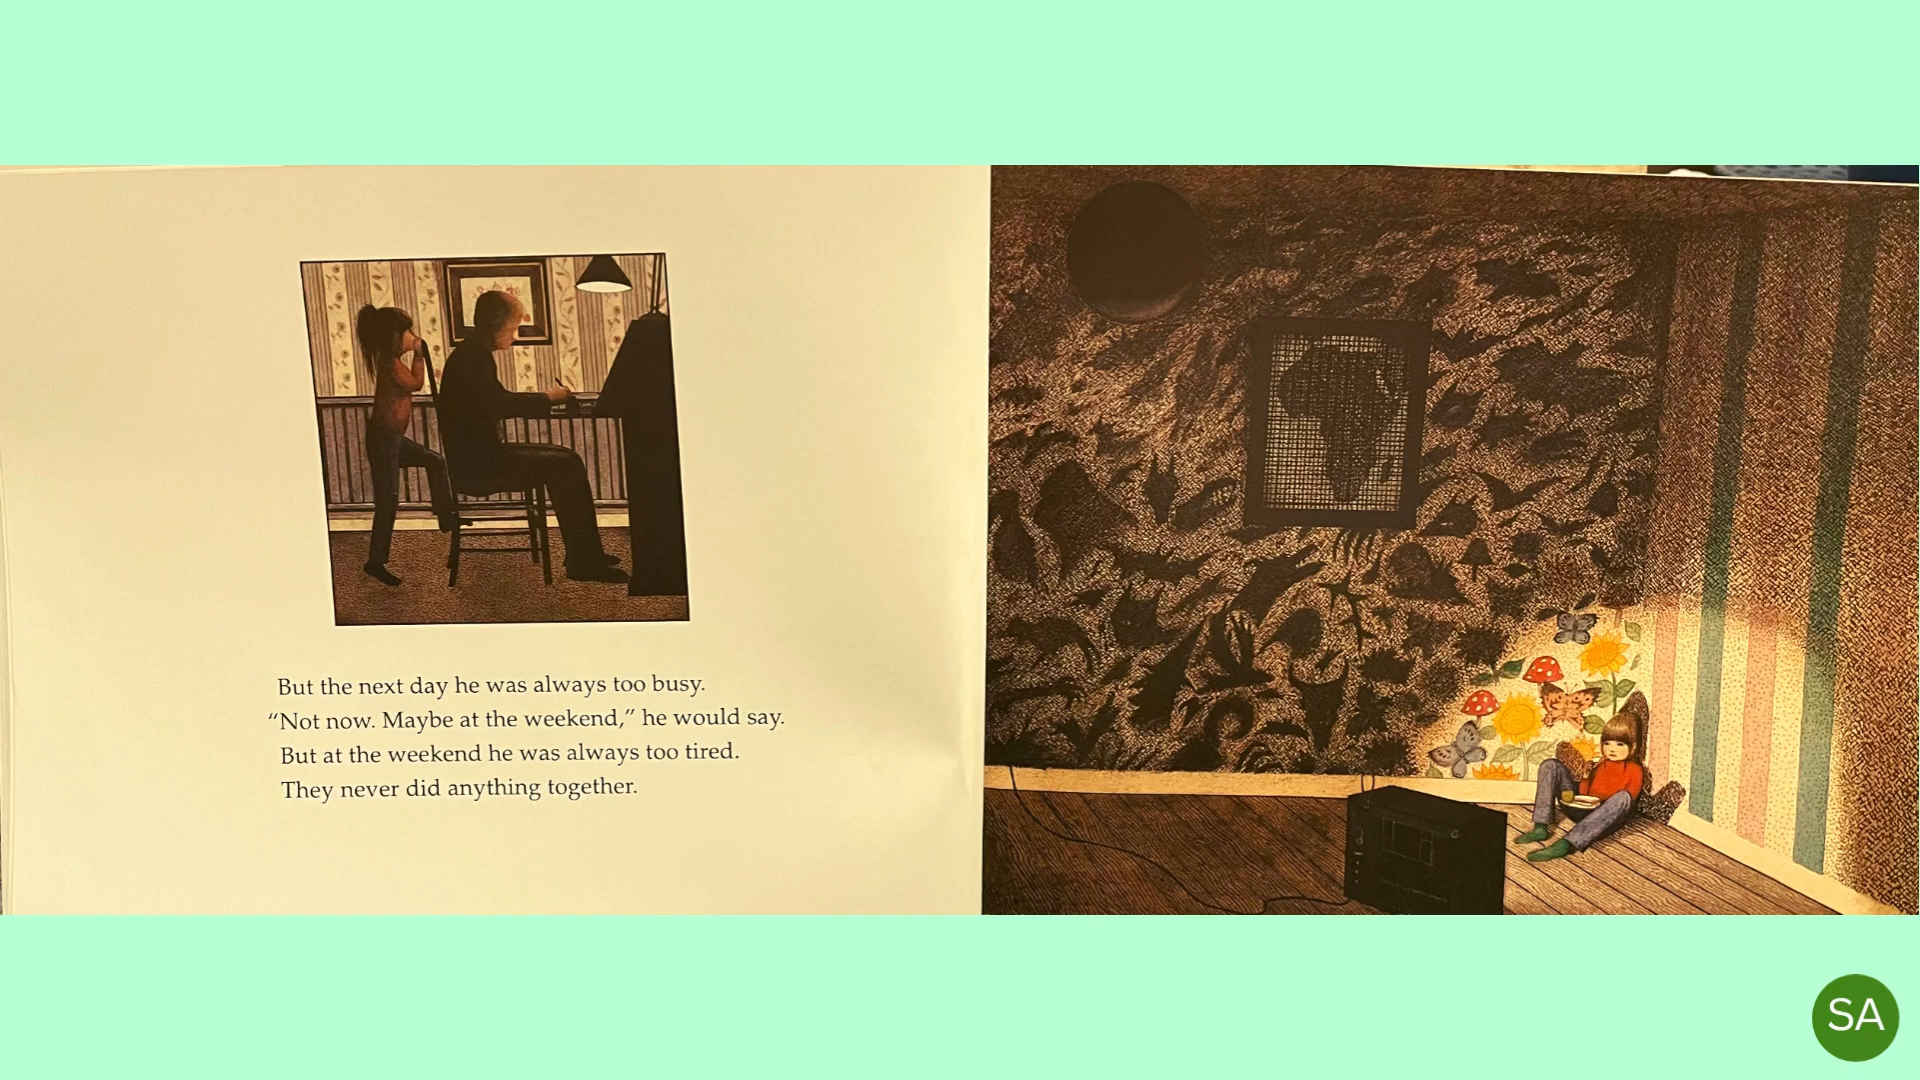 But the next day he was always too busy.
“Not now. Maybe at the weekend,” he would say.
But at the weekend he was always too tired.
They never did anything together.
SA